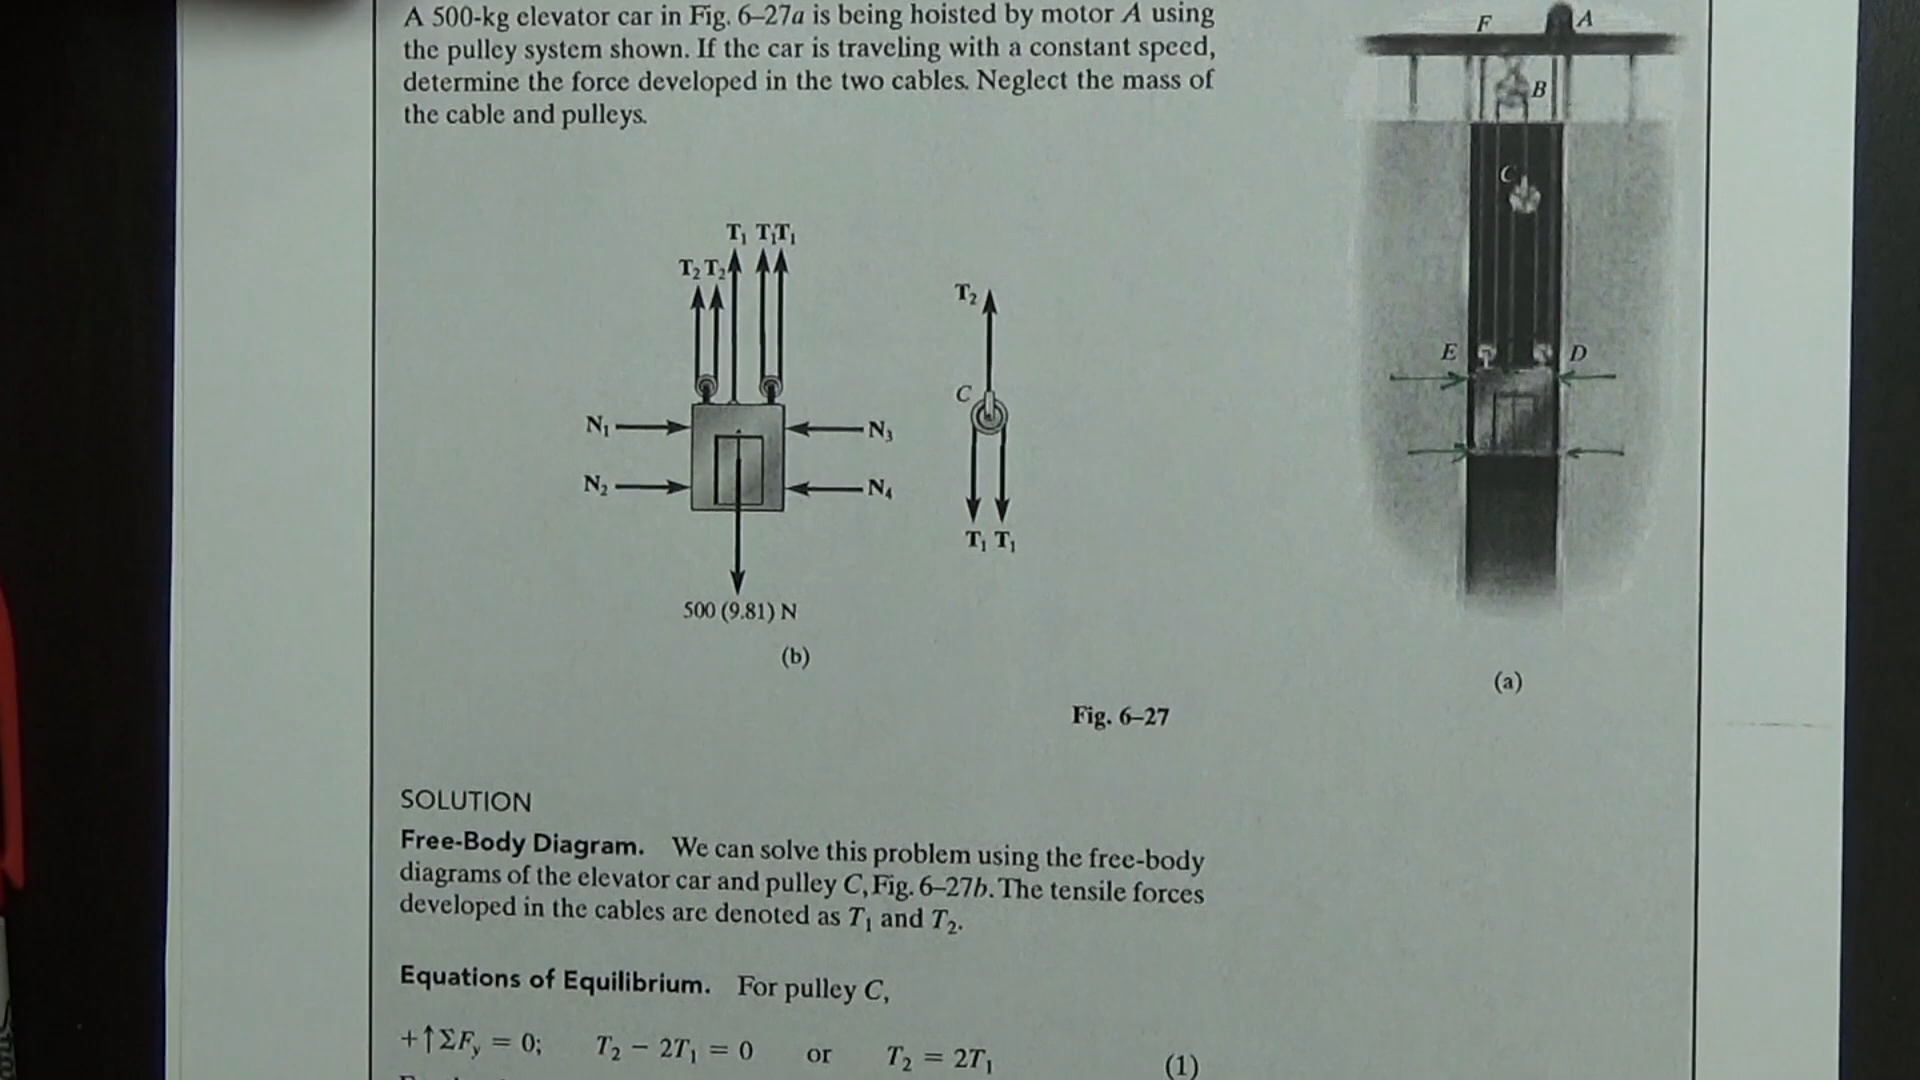 A 500-kg elevator car in Fig. 6–27a is being hoisted by motor A using
the pulley system shown. If the car is traveling with a constant speed,
determine the force developed in the two cables. Neglect the mass of
the cable and pulleys.
F
A
B
C
E
D
(a)
T₁ T₁T₁
T₂ T₂
N₁
N₃
N₂
N₄
500 (9.81) N
(b)
T₂
C
T₁ T₁
Fig. 6–27
SOLUTION
Free-Body Diagram. We can solve this problem using the free-body
diagrams of the elevator car and pulley C, Fig. 6–27b. The tensile forces
developed in the cables are denoted as T₁ and T₂.
Equations of Equilibrium. For pulley C,
+↑ΣFᵧ = 0; T₂ − 2T₁ = 0 or T₂ = 2T₁ (1)